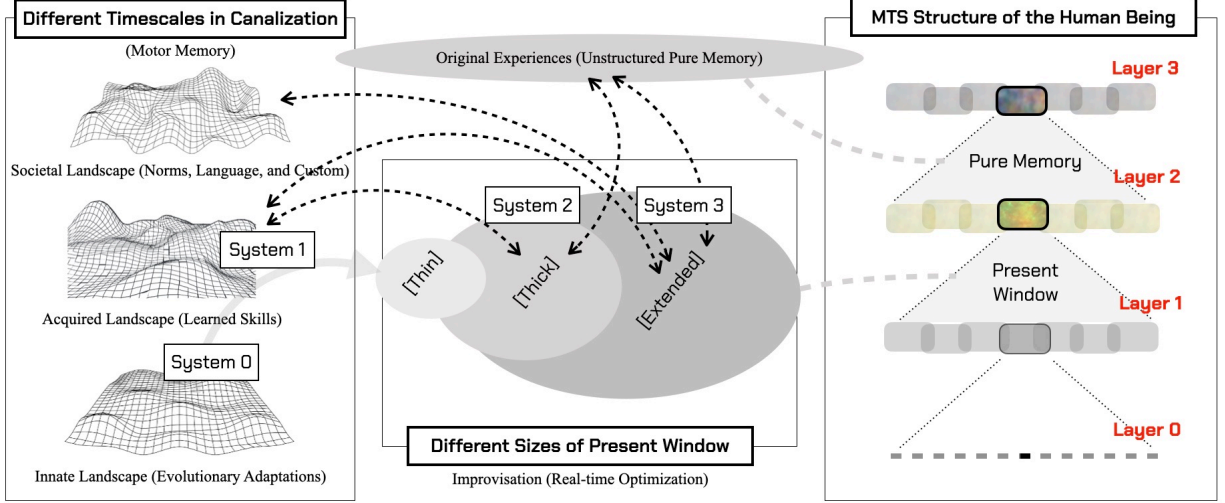 Different Timescales in Canalization
(Motor Memory)
Societal Landscape (Norms, Language, and Custom)
System 1
Acquired Landscape (Learned Skills)
System 0
Innate Landscape (Evolutionary Adaptations)
Original Experiences (Unstructured Pure Memory)
System 2
System 3
[Thin]
[Thick]
[Extended]
Different Sizes of Present Window
Improvisation (Real-time Optimization)
MTS Structure of the Human Being
Layer 3
Pure Memory
Layer 2
Present
Window
Layer 1
Layer 0